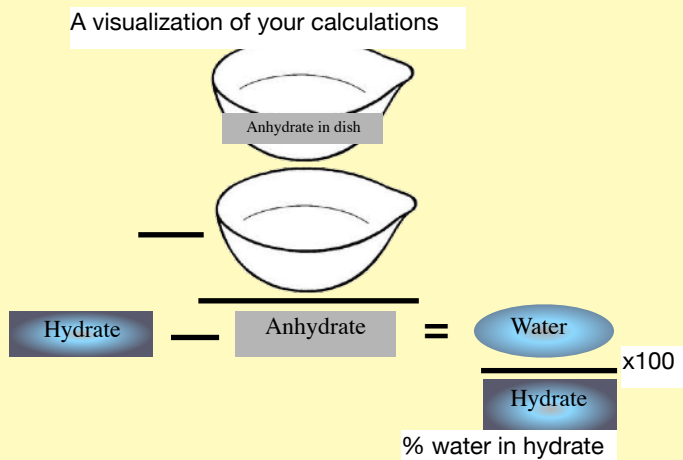 A visualization of your calculations
Anhydrate in dish
—
Hydrate — Anhydrate = Water
x100
Hydrate
% water in hydrate